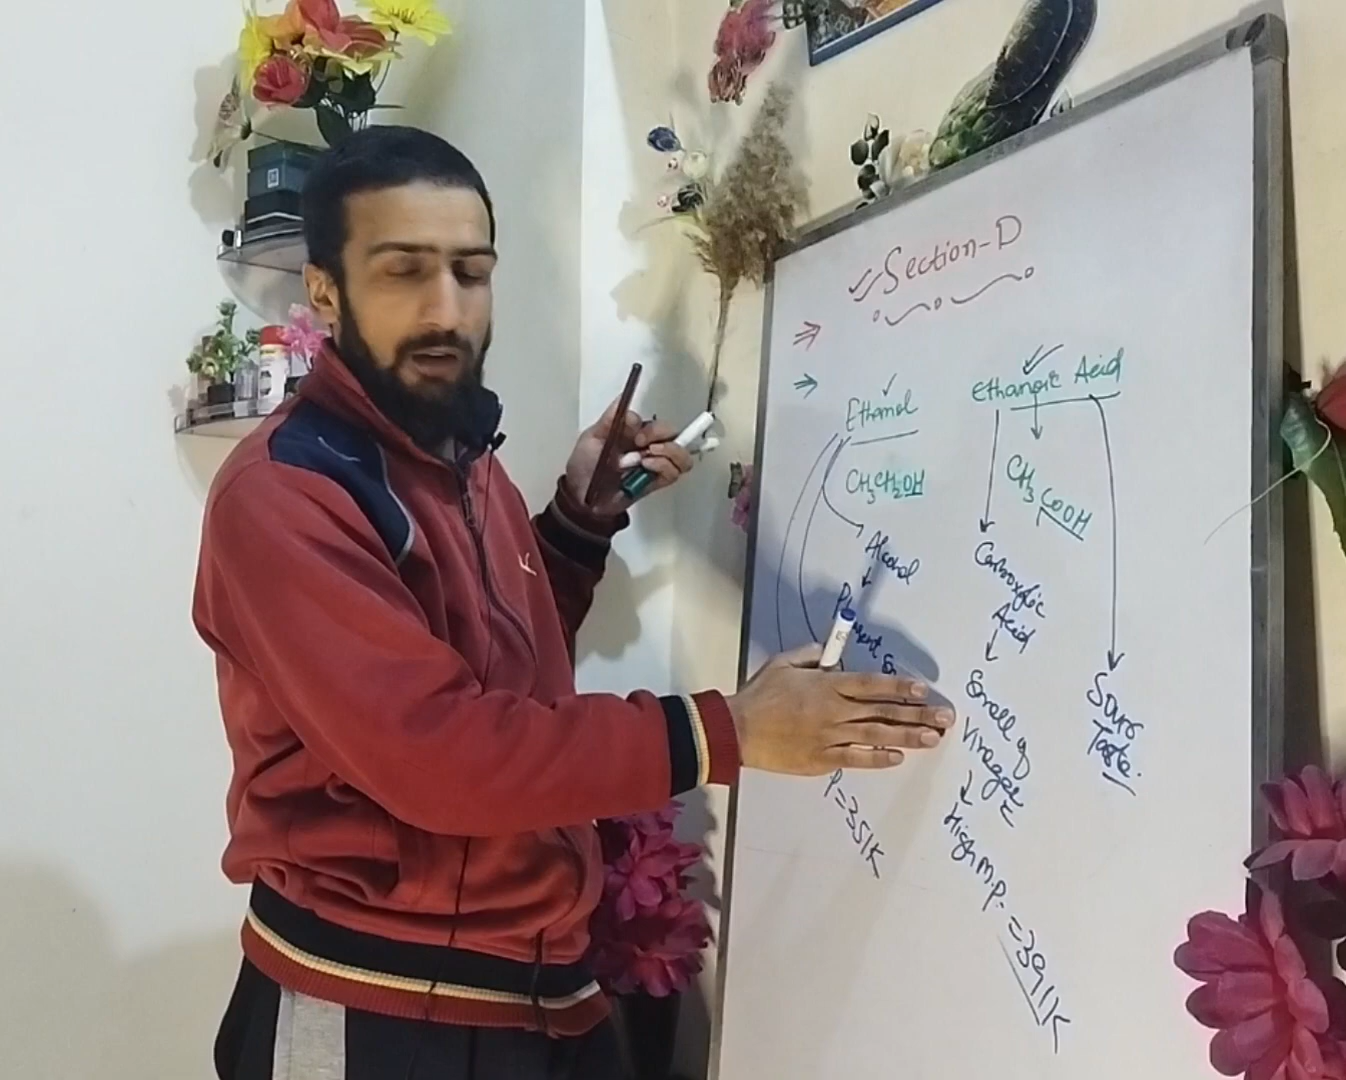 Section-D
Ethanol
CH3CH2OH
Alcohol
P=351K
Ethanoic Acid
CH3COOH
Carboxylic
Acid
Smell of
Vinegar
High m.p. = 391K
Sour
Taste.